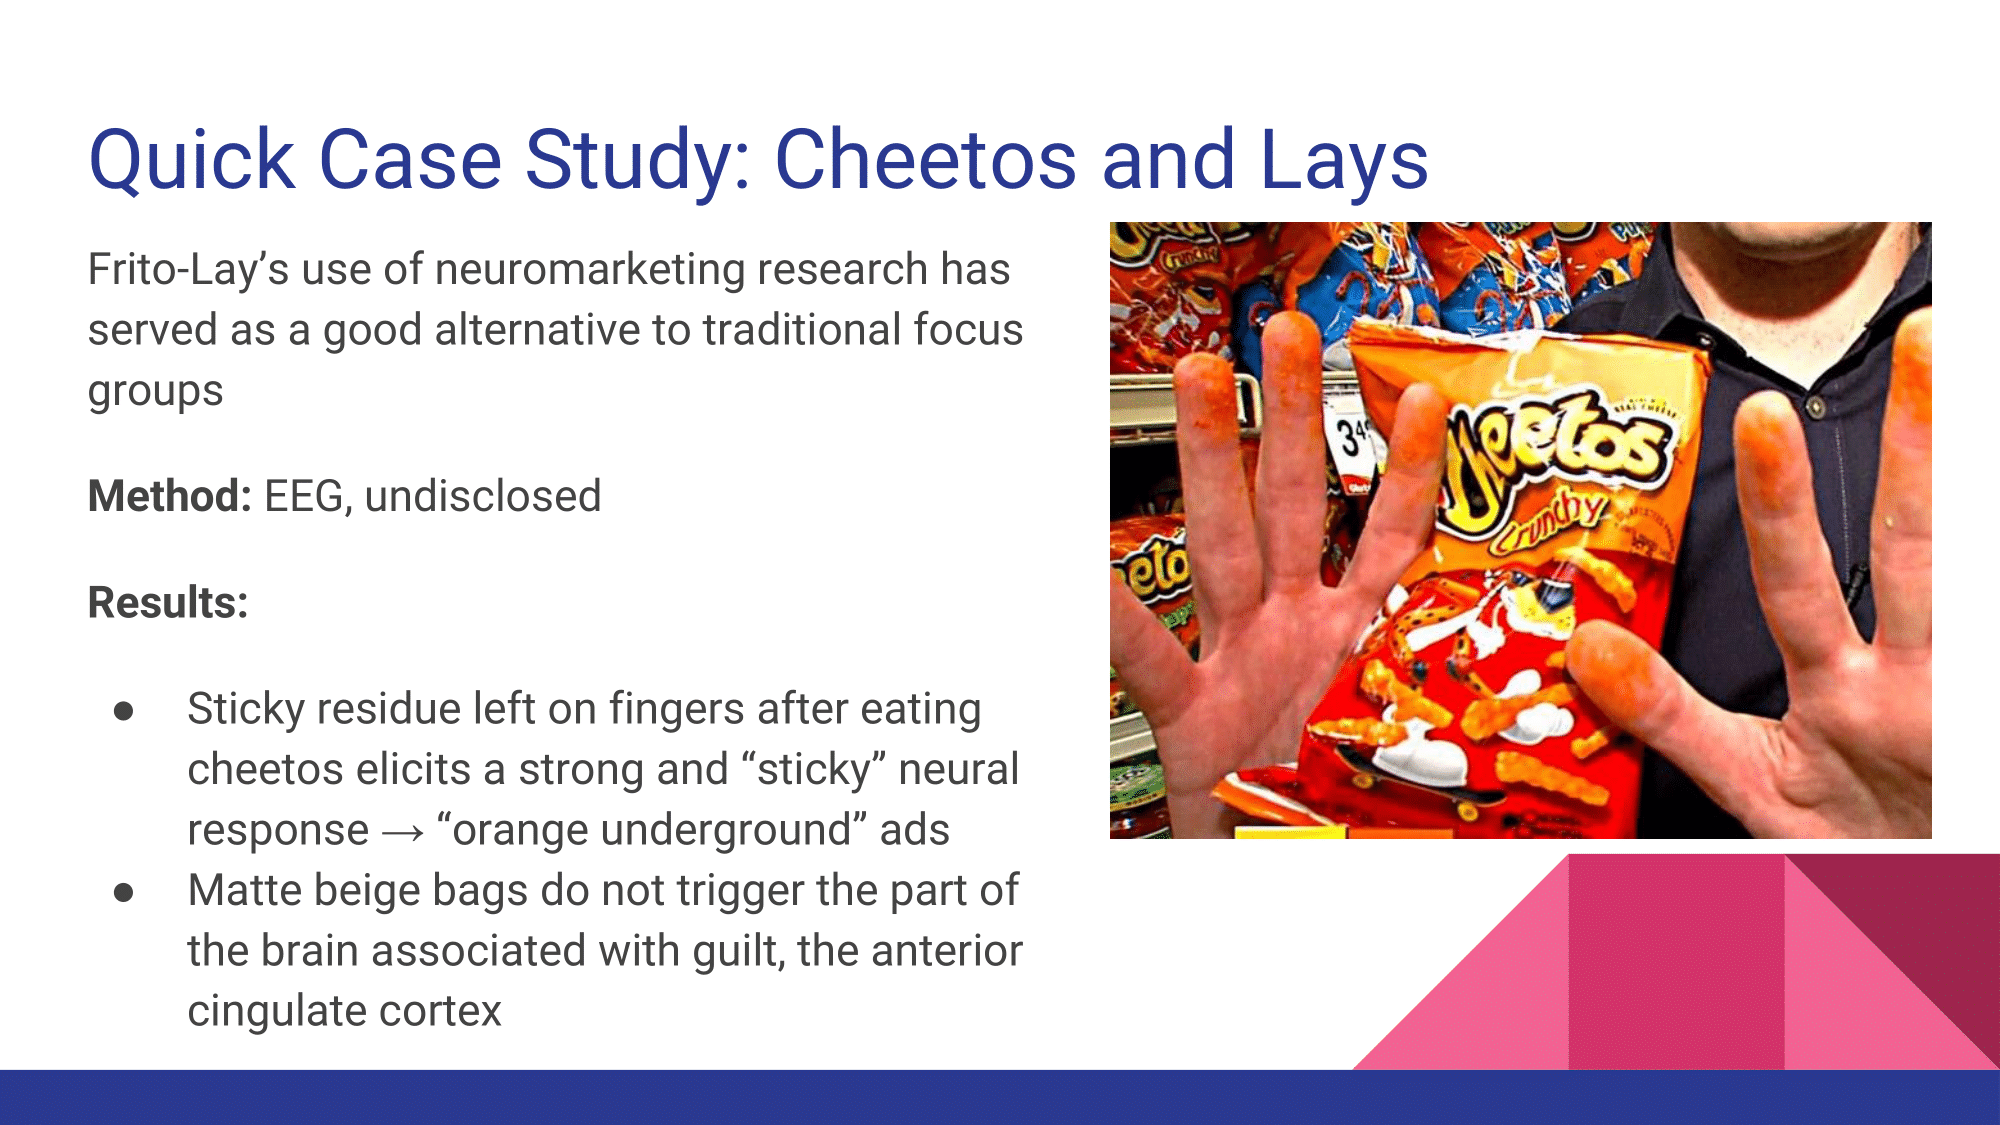 Quick Case Study: Cheetos and Lays
Frito-Lay’s use of neuromarketing research has
served as a good alternative to traditional focus
groups
Method: EEG, undisclosed
Results:
● Sticky residue left on fingers after eating
cheetos elicits a strong and “sticky” neural
response → “orange underground” ads
● Matte beige bags do not trigger the part of
the brain associated with guilt, the anterior
cingulate cortex
Crunchy
34
Cheetos
Crunchy